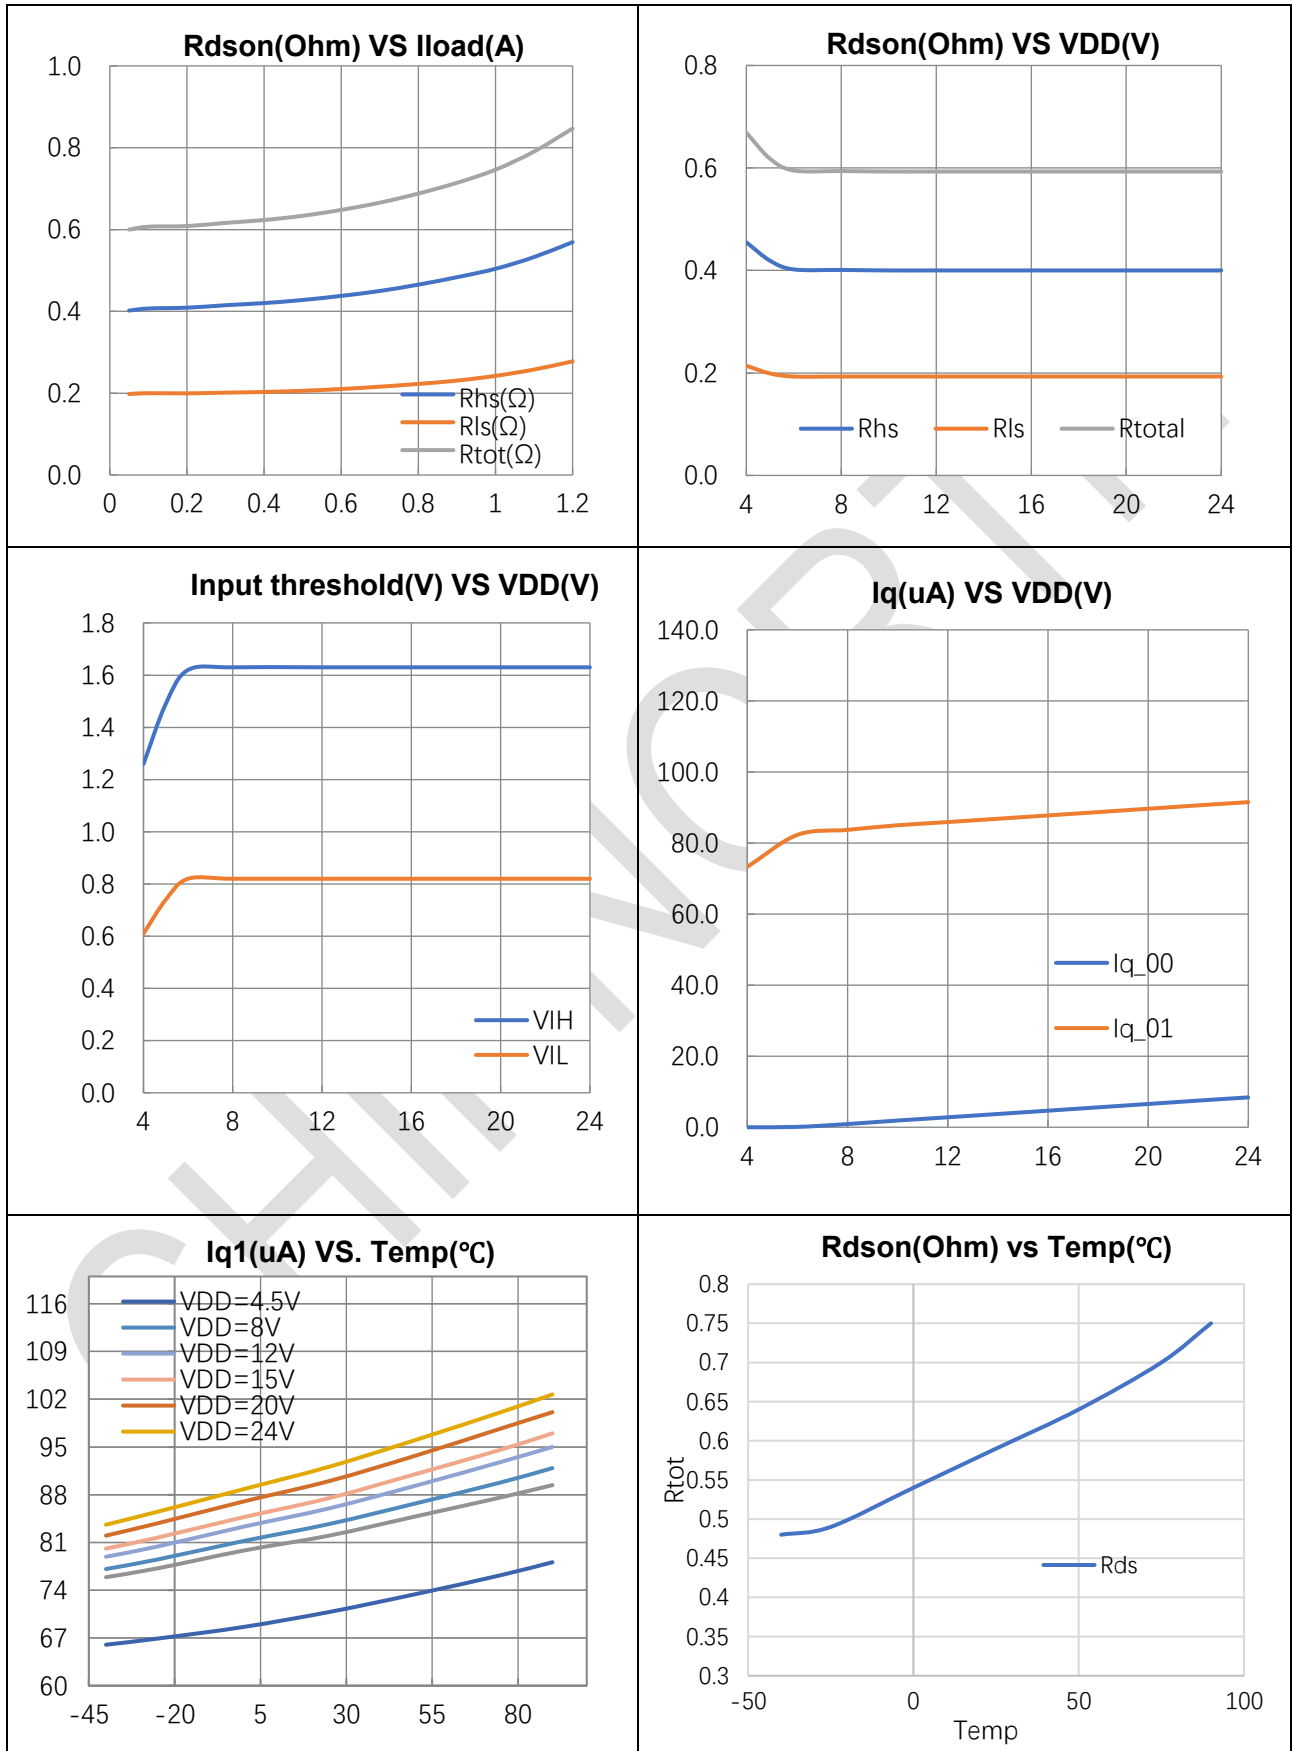 Rdson(Ohm) VS Iload(A)
1.0
0.8
0.6
0.4
0.2
0.0
0 0.2 0.4 0.6 0.8 1 1.2
Rhs(Ω)
Rls(Ω)
Rtot(Ω)
Rdson(Ohm) VS VDD(V)
0.8
0.6
0.4
0.2
0.0
4 8 12 16 20 24
Rhs Rls Rtotal
Input threshold(V) VS VDD(V)
1.8
1.6
1.4
1.2
1.0
0.8
0.6
0.4
0.2
0.0
4 8 12 16 20 24
VIH
VIL
Iq(uA) VS VDD(V)
140.0
120.0
100.0
80.0
60.0
40.0
20.0
0.0
4 8 12 16 20 24
Iq_00
Iq_01
Iq1(uA) VS. Temp(℃)
116
109
102
95
88
81
74
67
60
-45 -20 5 30 55 80
VDD=4.5V
VDD=8V
VDD=12V
VDD=15V
VDD=20V
VDD=24V
Rdson(Ohm) vs Temp(℃)
0.8
0.75
0.7
0.65
0.6
0.55
0.5
0.45
0.4
0.35
0.3
-50 0 50 100
Rtot
Temp
Rds